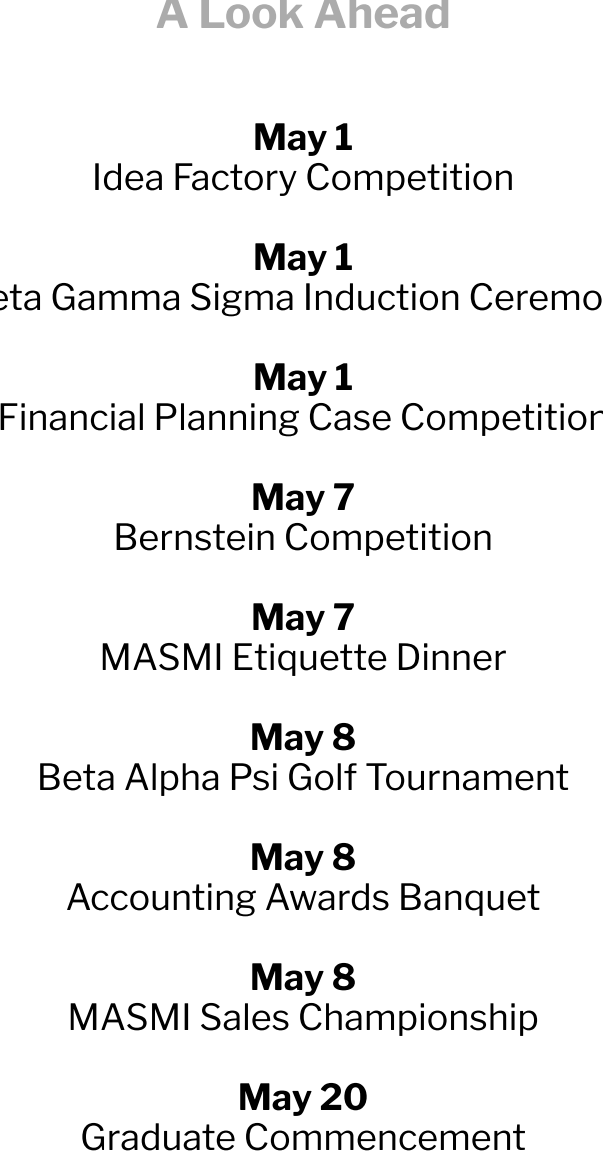 A Look Ahead
May 1
Idea Factory Competition
May 1
eta Gamma Sigma Induction Ceremo
May 1
Financial Planning Case Competition
May 7
Bernstein Competition
May 7
MASMI Etiquette Dinner
May 8
Beta Alpha Psi Golf Tournament
May 8
Accounting Awards Banquet
May 8
MASMI Sales Championship
May 20
Graduate Commencement